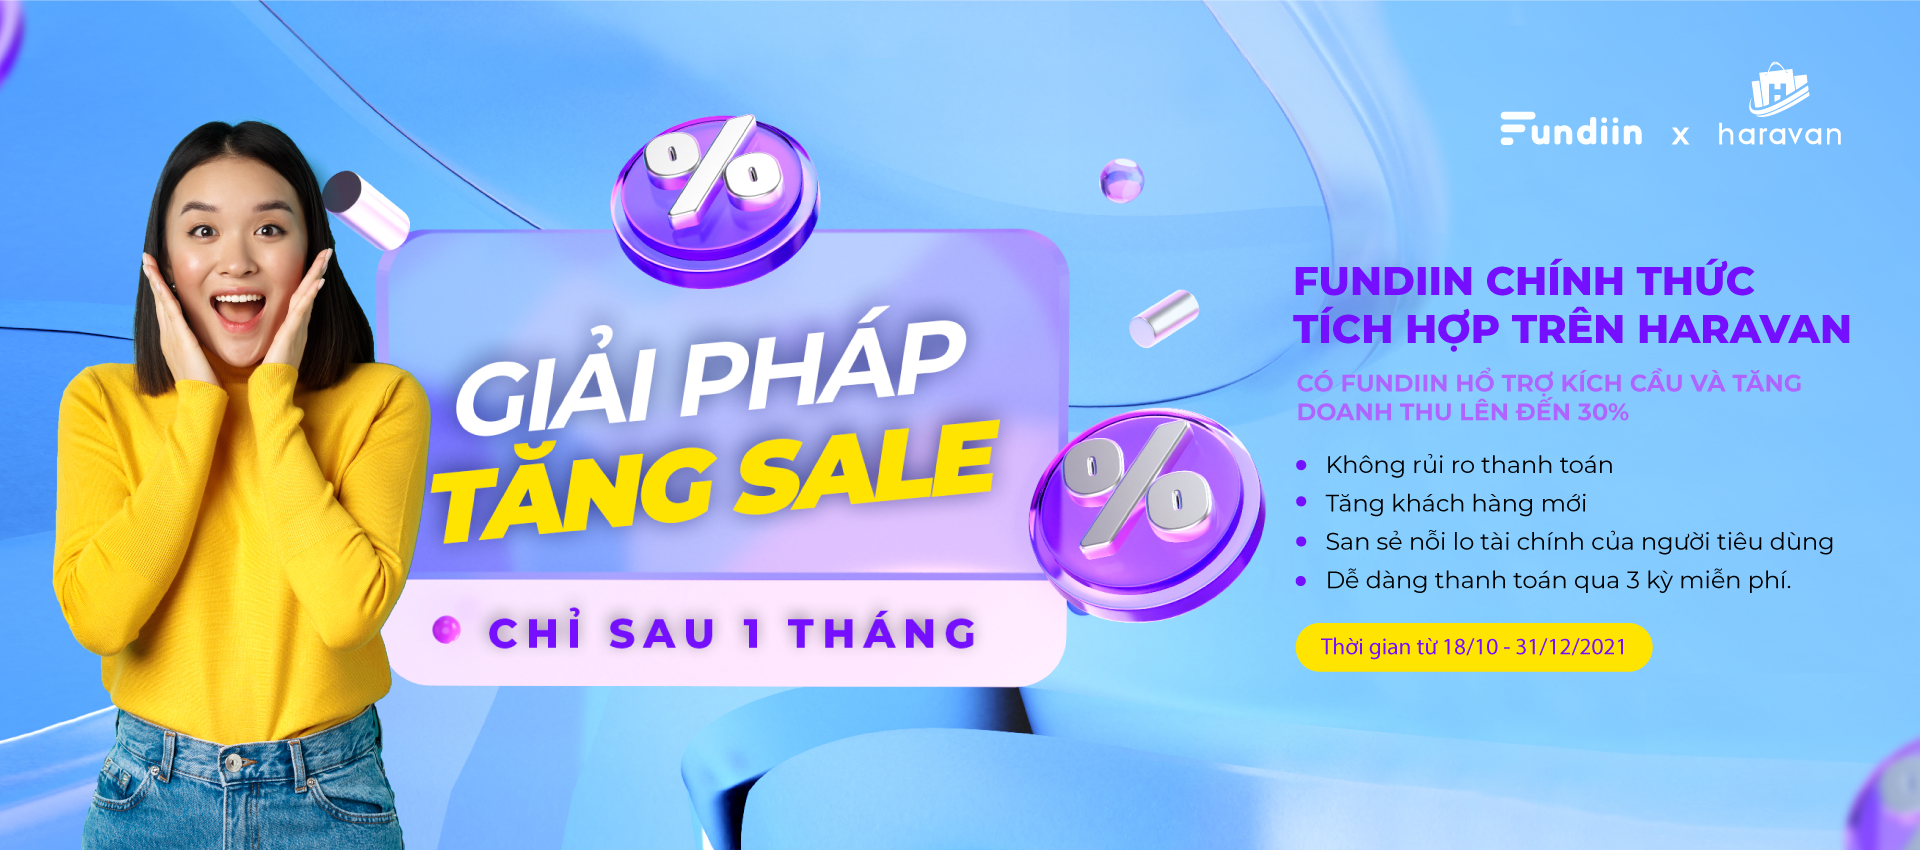 Fundiin x haravan
GIẢI PHÁP
TĂNG SALE
CHỈ SAU 1 THÁNG
FUNDIIN CHÍNH THỨC
TÍCH HỢP TRÊN HARAVAN
CÓ FUNDIIN HỔ TRỢ KÍCH CẦU VÀ TĂNG
DOANH THU LÊN ĐẾN 30%
• Không rủi ro thanh toán
• Tăng khách hàng mới
• San sẻ nỗi lo tài chính của người tiêu dùng
• Dễ dàng thanh toán qua 3 kỳ miễn phí.
Thời gian từ 18/10 - 31/12/2021